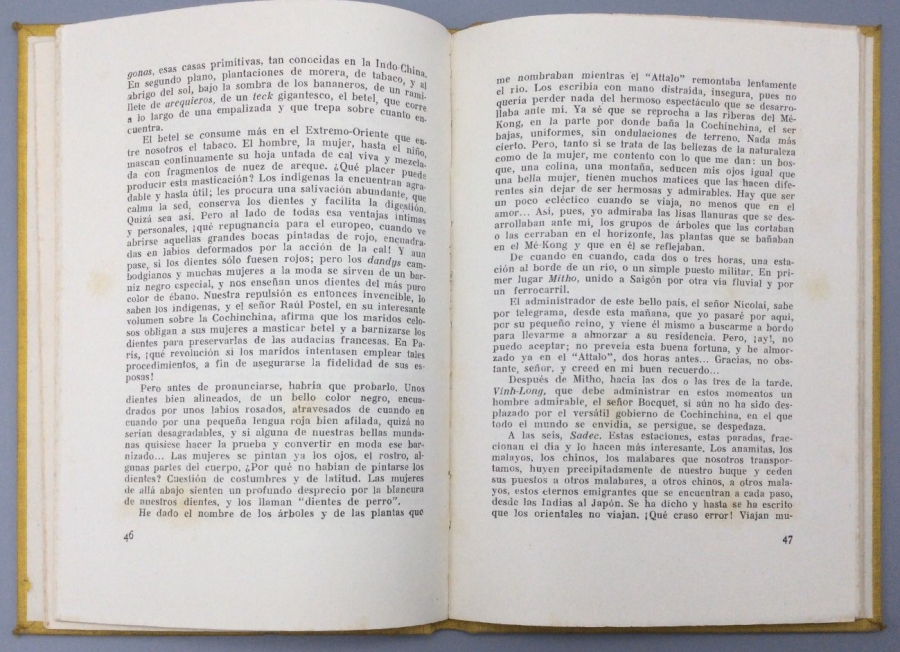 gonas, esas casas primitivas, tan conocidas en la Indo-China.
En segundo plano, plantaciones de morera, de tabaco, y al
abrigo del sol, bajo la sombra de los bananeros, de un rami-
llete de arequieros, de un teck gigantesco, el betel, que corre
a lo largo de una empalizada y que trepa sobre cuanto en-
cuentra.
El betel se consume más en el Extremo-Oriente que en-
tre nosotros el tabaco. El hombre, la mujer, hasta el niño,
mascan continuamente su hoja untada de cal viva y mezcla-
da con fragmentos de nuez de areque. ¿Qué placer puede
producir esta masticación? Los indígenas la encuentran agra-
dable y hasta útil; les procura una salivación abundante, que
calma la sed, conserva los dientes y facilita la digestión.
Quizá sea así. Pero al lado de todas esa ventajas íntimas
y personales, ¡qué repugnancia para el europeo, cuando ve
abrirse aquellas grandes bocas pintadas de rojo, encuadra-
das en labios deformados por la acción de la cal! Y aun
pase, si los dientes sólo fuesen rojos; pero los dandys cam-
bodgianos y muchas mujeres a la moda se sirven de un bar-
niz negro especial, y nos enseñan unos dientes del más puro
color de ébano. Nuestra repulsión es entonces invencible, lo
saben los indígenas, y el señor Raúl Postel, en su interesante
volumen sobre la Cochinchina, afirma que los maridos celo-
sos obligan a sus mujeres a masticar betel y a barnizarse los
dientes para preservarlas de las audacias francesas. En Pa-
rís, ¡qué revolución si los maridos intentasen emplear tales
procedimientos, a fin de asegurarse la fidelidad de sus es-
posas!
Pero antes de pronunciarse, habría que probarlo. Unos
dientes bien alineados, de un bello color negro, encua-
drados por unos labios rosados, atravesados de cuando en
cuando por una pequeña lengua roja bien afilada, quizá no
serían desagradables, y si alguna de nuestras bellas munda-
nas quisiese hacer la prueba y convertir en moda ese bar-
nizado... Las mujeres se pintan ya los ojos, el rostro, al-
gunas partes del cuerpo, ¿Por qué no habían de pintarse los
dientes? Cuestión de costumbres y de latitud. Las mujeres
de allá abajo sienten un profundo desprecio por la blancura
de nuestros dientes, y los llaman "dientes de perro".
He dado el nombre de los árboles y de las plantas que
46
me nombraban mientras el "Attalo" remontaba lentamente
el río. Los escribía con mano distraída, insegura, pues no
quería perder nada del hermoso espectáculo que se desarro-
llaba ante mí. Ya sé que se reprocha a las riberas del Mé-
Kong, en la parte por donde baña la Cochinchina, el ser
bajas, uniformes, sin ondulaciones de terreno. Nada más
cierto. Pero, tanto si se trata de las bellezas de la naturaleza
como de la mujer, me contento con lo que me dan: un bos-
que, una colina, una montaña, seducen mis ojos igual que
una bella mujer, tienen muchos matices que las hacen dife-
rentes sin dejar de ser hermosas y admirables. Hay que ser
un poco ecléctico cuando se viaja, no menos que en el
amor... Así, pues, yo admiraba las lisas llanuras que se des-
arrollaban ante mí, los grupos de árboles que las cortaban
o las cerraban en el horizonte, las plantas que se bañaban
en el Mé-Kong y que en él se reflejaban.
De cuando en cuando, cada dos o tres horas, una esta-
ción al borde de un río, o un simple puesto militar. En pri-
mer lugar Mitho, unido a Saigón por otra vía fluvial y por
un ferrocarril.
El administrador de este bello país, el señor Nicolai, sabe
por telegrama, desde esta mañana, que yo pasaré por aquí,
por su pequeño reino, y viene él mismo a buscarme a bordo
para llevarme a almorzar a su residencia. Pero, ¡ay!, no
puedo aceptar; no preveía esta buena fortuna, y he almor-
zado ya en el "Attalo", dos horas antes... Gracias, no obs-
tante, señor, y creed en mi buen recuerdo...
Después de Mitho, hacia las dos o las tres de la tarde.
Vinh-Long, que debe administrar en estos momentos un
hombre admirable, el señor Bocquet, si aún no ha sido des-
plazado por el versátil gobierno de Cochinchina, en el que
todo el mundo se envidia, se persigue, se despedaza.
A las seis, Sadec. Estas estaciones, estas paradas, frac-
cionan el día y lo hacen más interesante. Los anamitas, los
malayos, los chinos, los malabares que nosotros transpor-
tamos, huyen precipitadamente de nuestro buque y ceden
sus puestos a otros malabares, a otros chinos, a otros mala-
yos, estos eternos emigrantes que se encuentran a cada paso,
desde las Indias al Japón. Se ha dicho y hasta se ha escrito
que los orientales no viajan. ¡Qué craso error! Viajan mu-
47